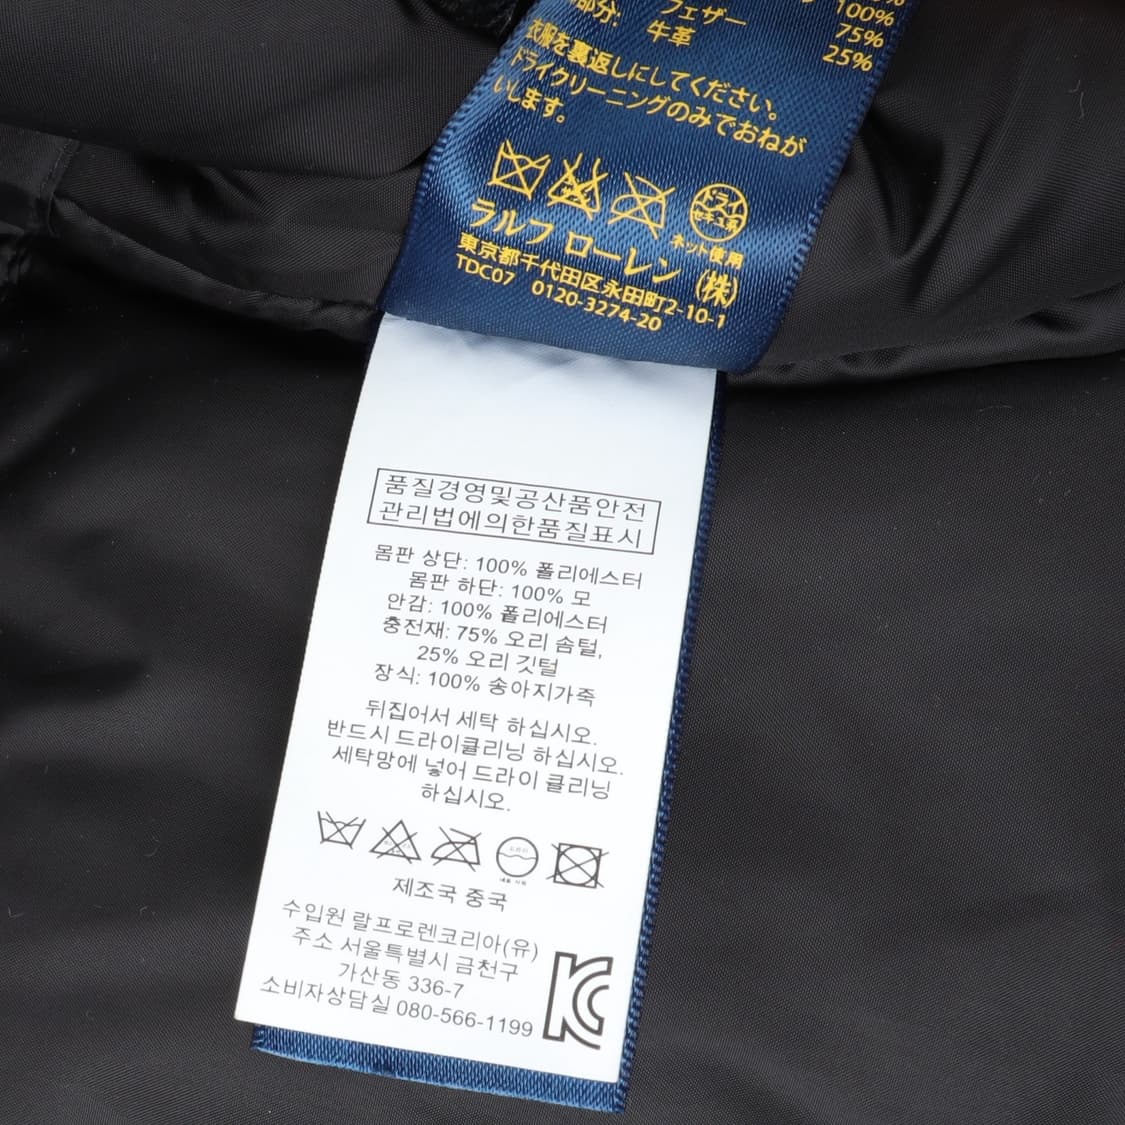 100%
フェザー 75%
部分: 牛革 25%
衣服を裏返しにしてください。
ドライクリーニングのみでおねが
いします。
ドライ
セキユ系
ネット使用
ラルフ ローレン (株)
東京都千代田区永田町2-10-1
TDC07 0120-3274-20
품질경영및공산품안전
관리법에의한품질표시
몸판 상단: 100% 폴리에스터
몸판 하단: 100% 모
안감: 100% 폴리에스터
충전재: 75% 오리 솜털,
25% 오리 깃털
장식: 100% 송아지가죽
뒤집어서 세탁 하십시오.
반드시 드라이클리닝 하십시오.
세탁망에 넣어 드라이 클리닝
하십시오.
드라이
제조국 중국
수입원 랄프로렌코리아(유)
주소 서울특별시 금천구
가산동 336-7
소비자상담실 080-566-1199